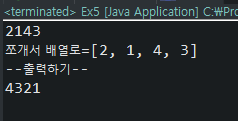 <terminated> Ex5 [Java Application] C:\Pro
2143
쪼개서 배열로=[2, 1, 4, 3]
--출력하기--
4321